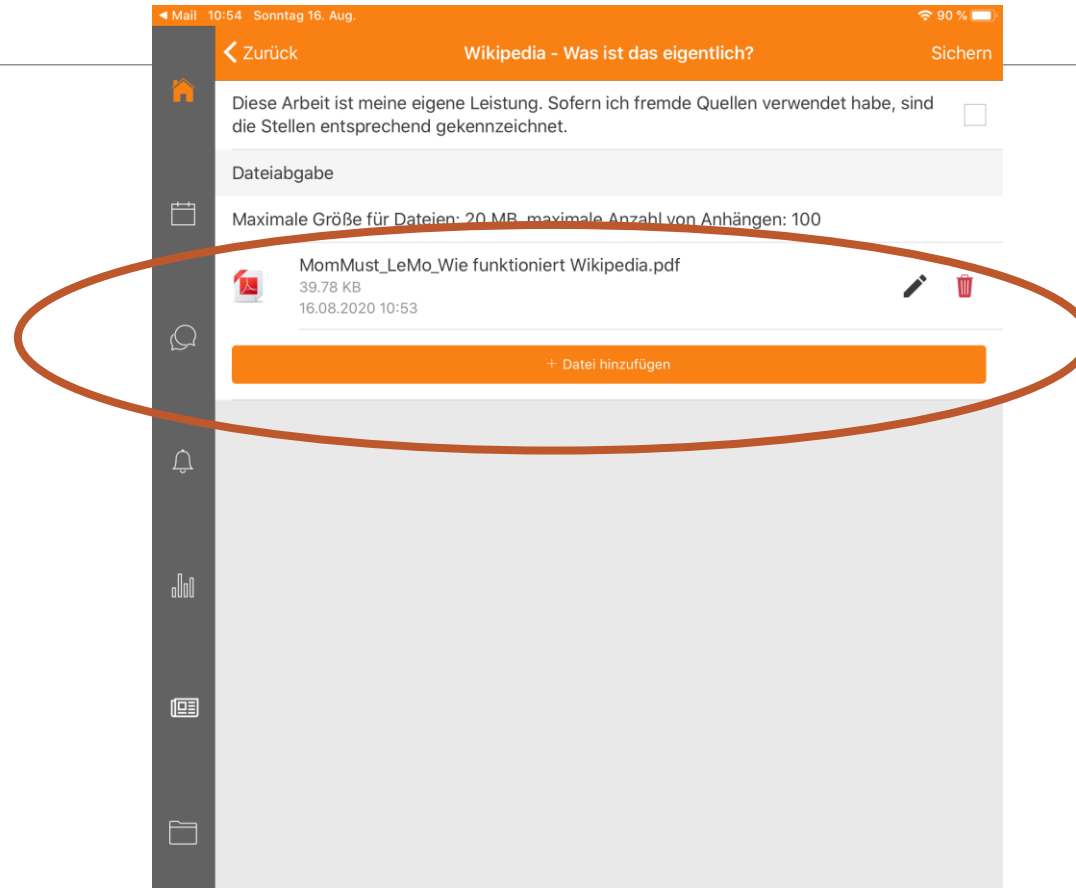 ◀ Mail 10:54 Sonntag 16. Aug. 90 %
Zurück Wikipedia - Was ist das eigentlich? Sichern
Diese Arbeit ist meine eigene Leistung. Sofern ich fremde Quellen verwendet habe, sind
die Stellen entsprechend gekennzeichnet.
Dateiabgabe
Maximale Größe für Dateien: 20 MB, maximale Anzahl von Anhängen: 100
MomMust_LeMo_Wie funktioniert Wikipedia.pdf
39.78 KB
16.08.2020 10:53
+ Datei hinzufügen